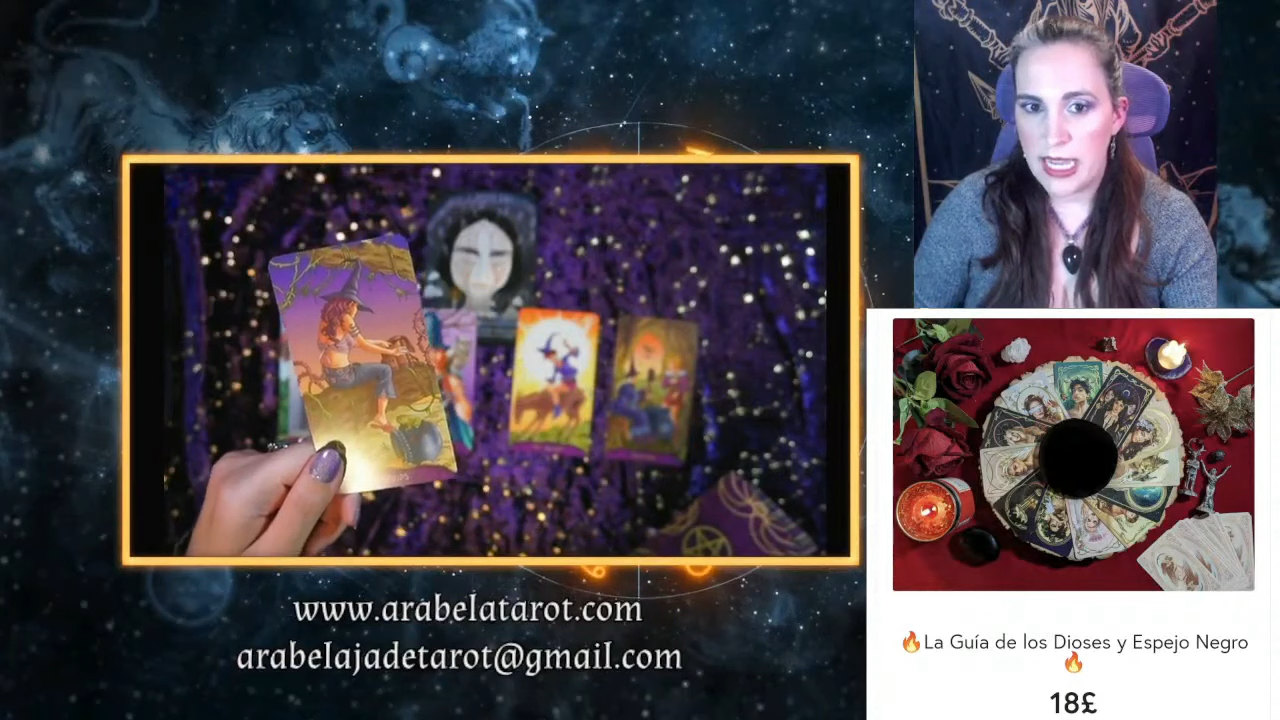 www.arabelatarot.com
arabelajadetarot@gmail.com
🔥La Guía de los Dioses y Espejo Negro
🔥
18£